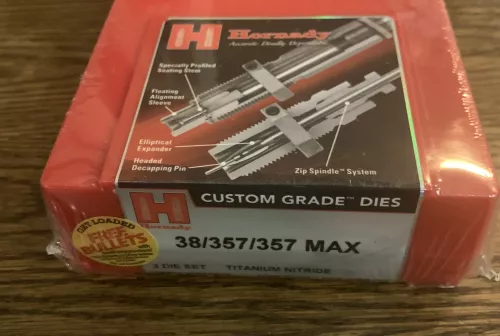 H Hornady
Accurate. Deadly. Dependable.
Specially Profiled
Seating Stem
Floating
Alignment
Sleeve
Elliptical
Expander
Headed
Decapping Pin
Zip Spindle™ System
H
Hornady
CUSTOM GRADE™ DIES
GET LOADED
FREE
BULLETS
38/357/357 MAX
3 DIE SET TITANIUM NITRIDE